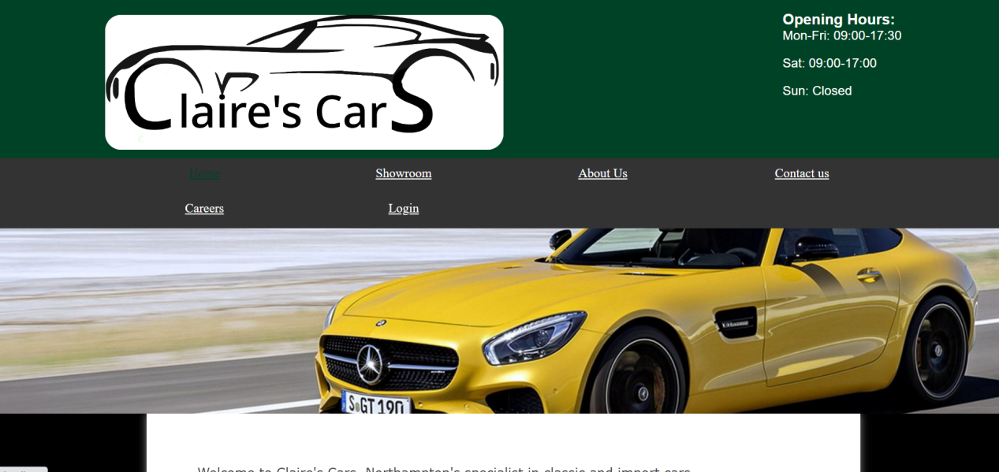 Claire's CarS
Opening Hours:
Mon-Fri: 09:00-17:30
Sat: 09:00-17:00
Sun: Closed
Home
Showroom
About Us
Contact us
Careers
Login
S GT 190
Welcome to Claire's Cars, Northampton's specialist in classic and import cars